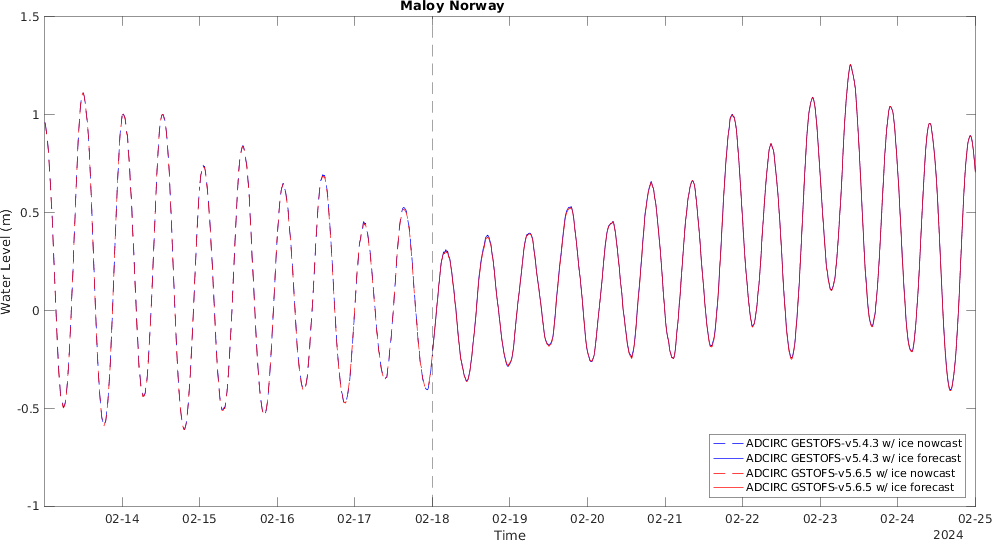 Maloy Norway
Water Level (m)
1.5
1
0.5
0
-0.5
-1
ADCIRC GESTOFS-v5.4.3 w/ ice nowcast
ADCIRC GESTOFS-v5.4.3 w/ ice forecast
ADCIRC GSTOFS-v5.6.5 w/ ice nowcast
ADCIRC GSTOFS-v5.6.5 w/ ice forecast
02-14 02-15 02-16 02-17 02-18 02-19 02-20 02-21 02-22 02-23 02-24 02-25
Time
2024